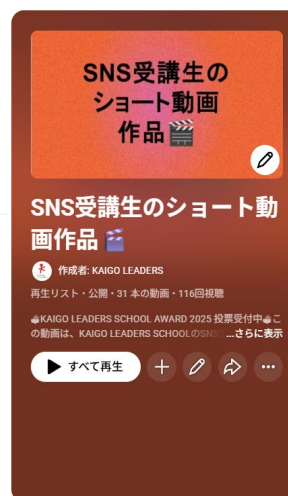 SNS受講生の
ショート動画
作品🎬
SNS受講生のショート動
画作品 🎬
作成者: KAIGO LEADERS
再生リスト・公開・31 本の動画・116回視聴
🗳️KAIGO LEADERS SCHOOL AWARD 2025 投票受付中🗳️こ
の動画は、KAIGO LEADERS SCHOOLのSNS ...さらに表示
すべて再生